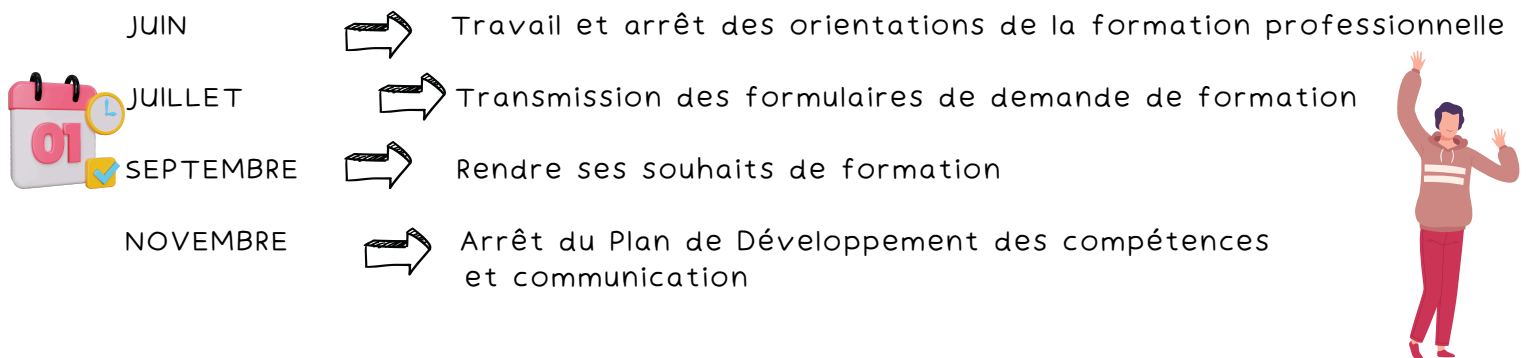 JUIN Travail et arrêt des orientations de la formation professionnelle
JUILLET Transmission des formulaires de demande de formation
01
SEPTEMBRE Rendre ses souhaits de formation
NOVEMBRE Arrêt du Plan de Développement des compétences
et communication